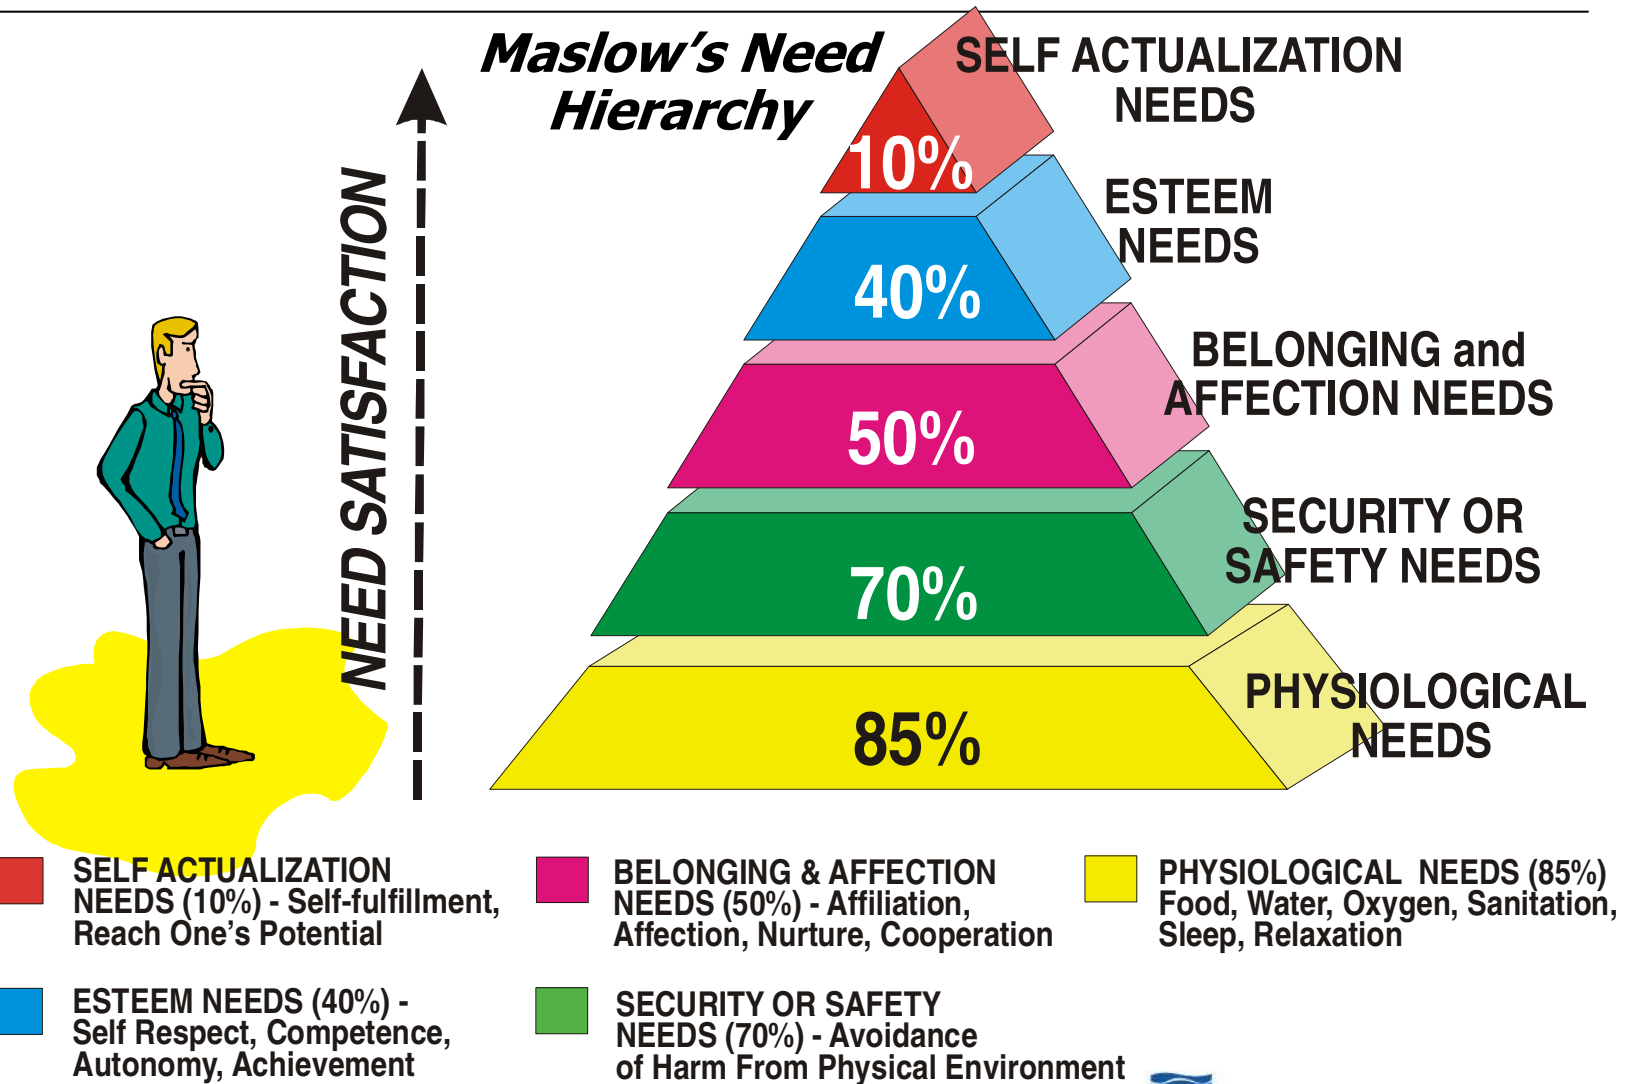 Maslow's Need
Hierarchy
NEED SATISFACTION
SELF ACTUALIZATION
NEEDS
10%
ESTEEM
NEEDS
40%
BELONGING and
AFFECTION NEEDS
50%
SECURITY OR
SAFETY NEEDS
70%
PHYSIOLOGICAL
NEEDS
85%
SELF ACTUALIZATION
NEEDS (10%) - Self-fulfillment,
Reach One's Potential
ESTEEM NEEDS (40%) -
Self Respect, Competence,
Autonomy, Achievement
BELONGING & AFFECTION
NEEDS (50%) - Affiliation,
Affection, Nurture, Cooperation
SECURITY OR SAFETY
NEEDS (70%) - Avoidance
of Harm From Physical Environment
PHYSIOLOGICAL NEEDS (85%)
Food, Water, Oxygen, Sanitation,
Sleep, Relaxation